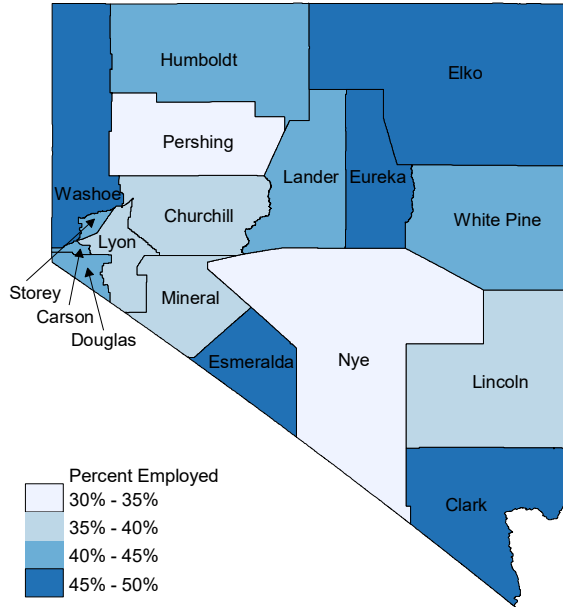 Humboldt
Elko
Pershing
Lander
Eureka
Washoe
Churchill
White Pine
Lyon
Storey
Carson
Douglas
Mineral
Esmeralda
Nye
Lincoln
Clark
Percent Employed
30% - 35%
35% - 40%
40% - 45%
45% - 50%